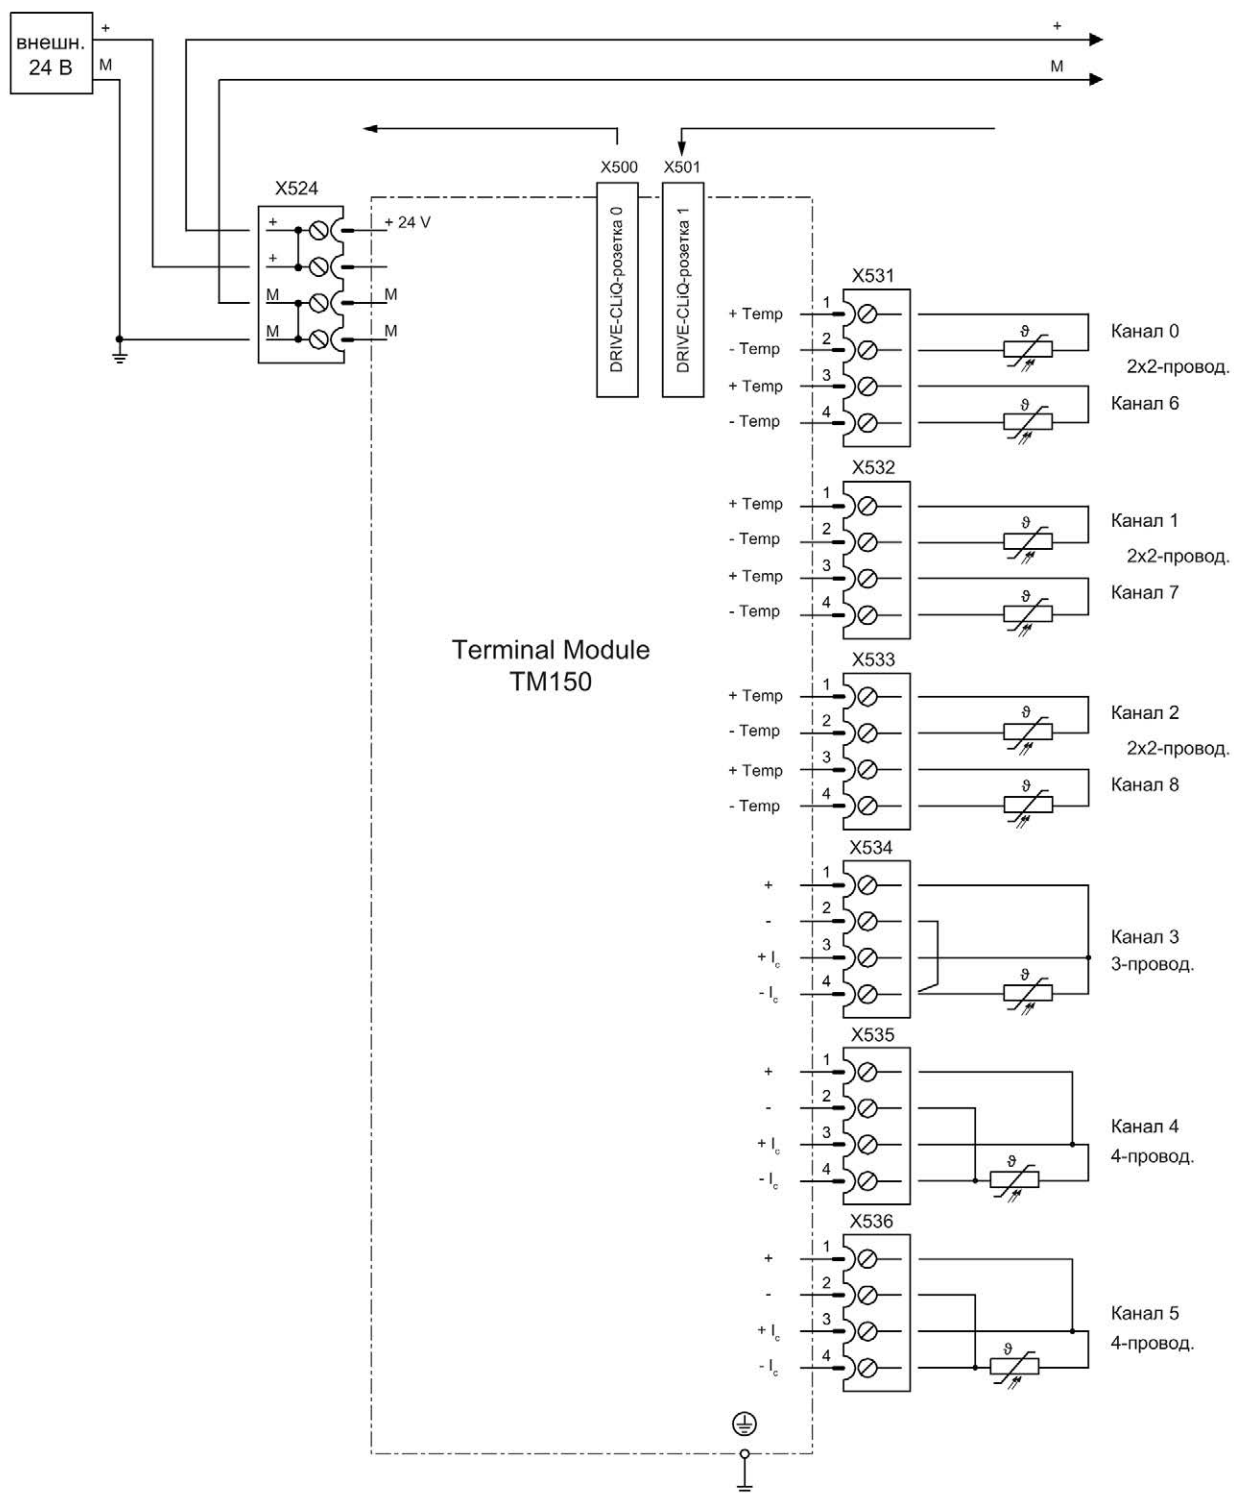 внешн.
24 В
+
M
+
M
X500
X501
X524
+
+
M
M
+ 24 V
M
M
DRIVE-CLiQ-розетка 0
DRIVE-CLiQ-розетка 1
Terminal Module
TM150
X531
+ Temp 1
- Temp 2
+ Temp 3
- Temp 4
ϑ
ϑ
Канал 0
2x2-провод.
Канал 6
X532
+ Temp 1
- Temp 2
+ Temp 3
- Temp 4
ϑ
ϑ
Канал 1
2x2-провод.
Канал 7
X533
+ Temp 1
- Temp 2
+ Temp 3
- Temp 4
ϑ
ϑ
Канал 2
2x2-провод.
Канал 8
X534
+ 1
- 2
+ Ic 3
- Ic 4
ϑ
Канал 3
3-провод.
X535
+ 1
- 2
+ Ic 3
- Ic 4
ϑ
Канал 4
4-провод.
X536
+ 1
- 2
+ Ic 3
- Ic 4
ϑ
Канал 5
4-провод.